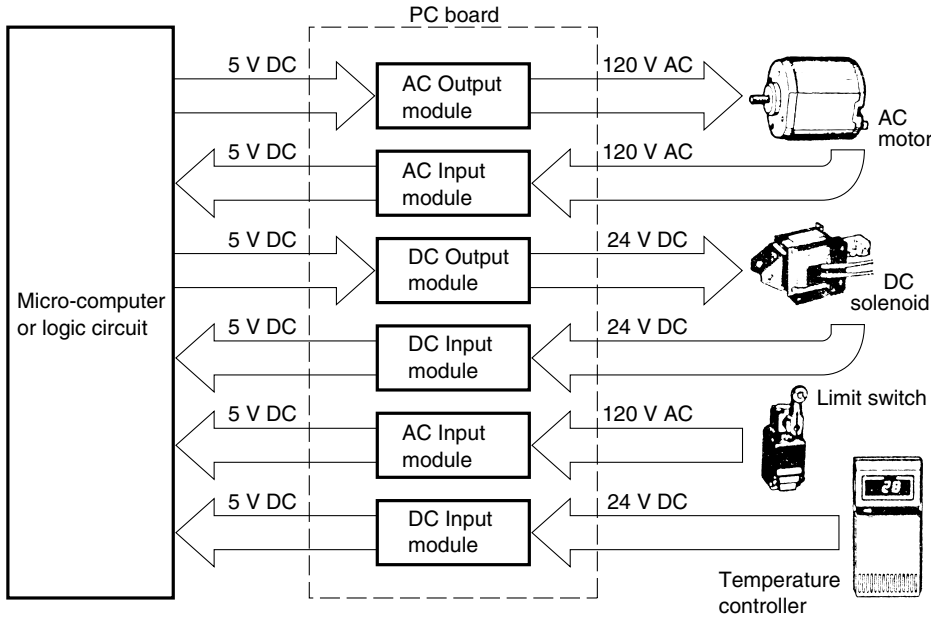 PC board
5 V DC
AC Output
module
120 V AC
AC
motor
5 V DC
AC Input
module
120 V AC
5 V DC
DC Output
module
24 V DC
DC
solenoid
Micro-computer
or logic circuit
5 V DC
DC Input
module
24 V DC
5 V DC
AC Input
module
120 V AC
Limit switch
5 V DC
DC Input
module
24 V DC
28
Temperature
controller